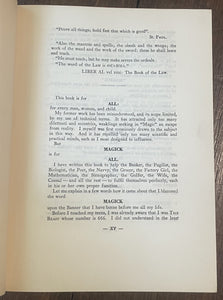 "Prove all things; hold fast that which is good".
St. Paul.
"Also the mantras and spells; the obeah and the wanga; the
work of the wand and the work of the sword; these he shall learn and
teach.
"He must teach; but he may make severe the ordeals.
"The word of the Law is
LIBER AL vel xxxi: The Book of the Law.
This book is for
ALL:
for every man, woman, and child.
My former work has been misunderstood, and its scope limited,
by my use of technical terms. It has attracted only too many
dilettanti and eccentrics, weaklings seeking in "Magic" an escape
from reality. I myself was first consciously drawn to the subject
in this way. And it has repelled only too many scientific and
practical minds, such as I most designed to influence.
But
MAGICK
is for
ALL.
I have written this book to help the Banker, the Pugilist, the
Biologist, the Poet, the Navvy, the Grocer, the Factory Girl, the
Mathematician, the Stenographer, the Golfer, the Wife, the
Consul — and all the rest — to fulfil themselves perfectly, each
in his or her own proper function.
Let me explain in a few words how it came about that I blazoned
the word
MAGICK
upon the Banner that I have borne before me all my life.
Before I touched my teens, I was already aware that I was THE
BEAST whose number is 666. I did not understand in the least
— XV —